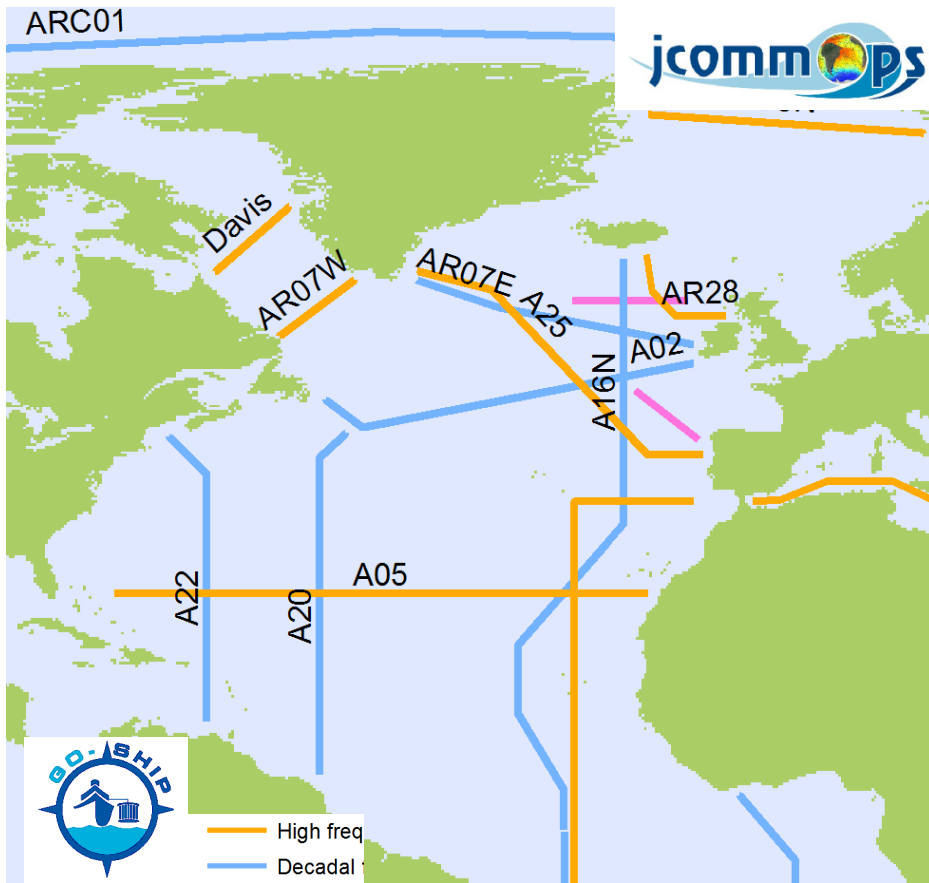 ARC01
jcommops
Davis
AR07W
AR07E
A25
AR28
A02
A16N
A05
A22
A20
GO-SHIP
High freq
Decadal